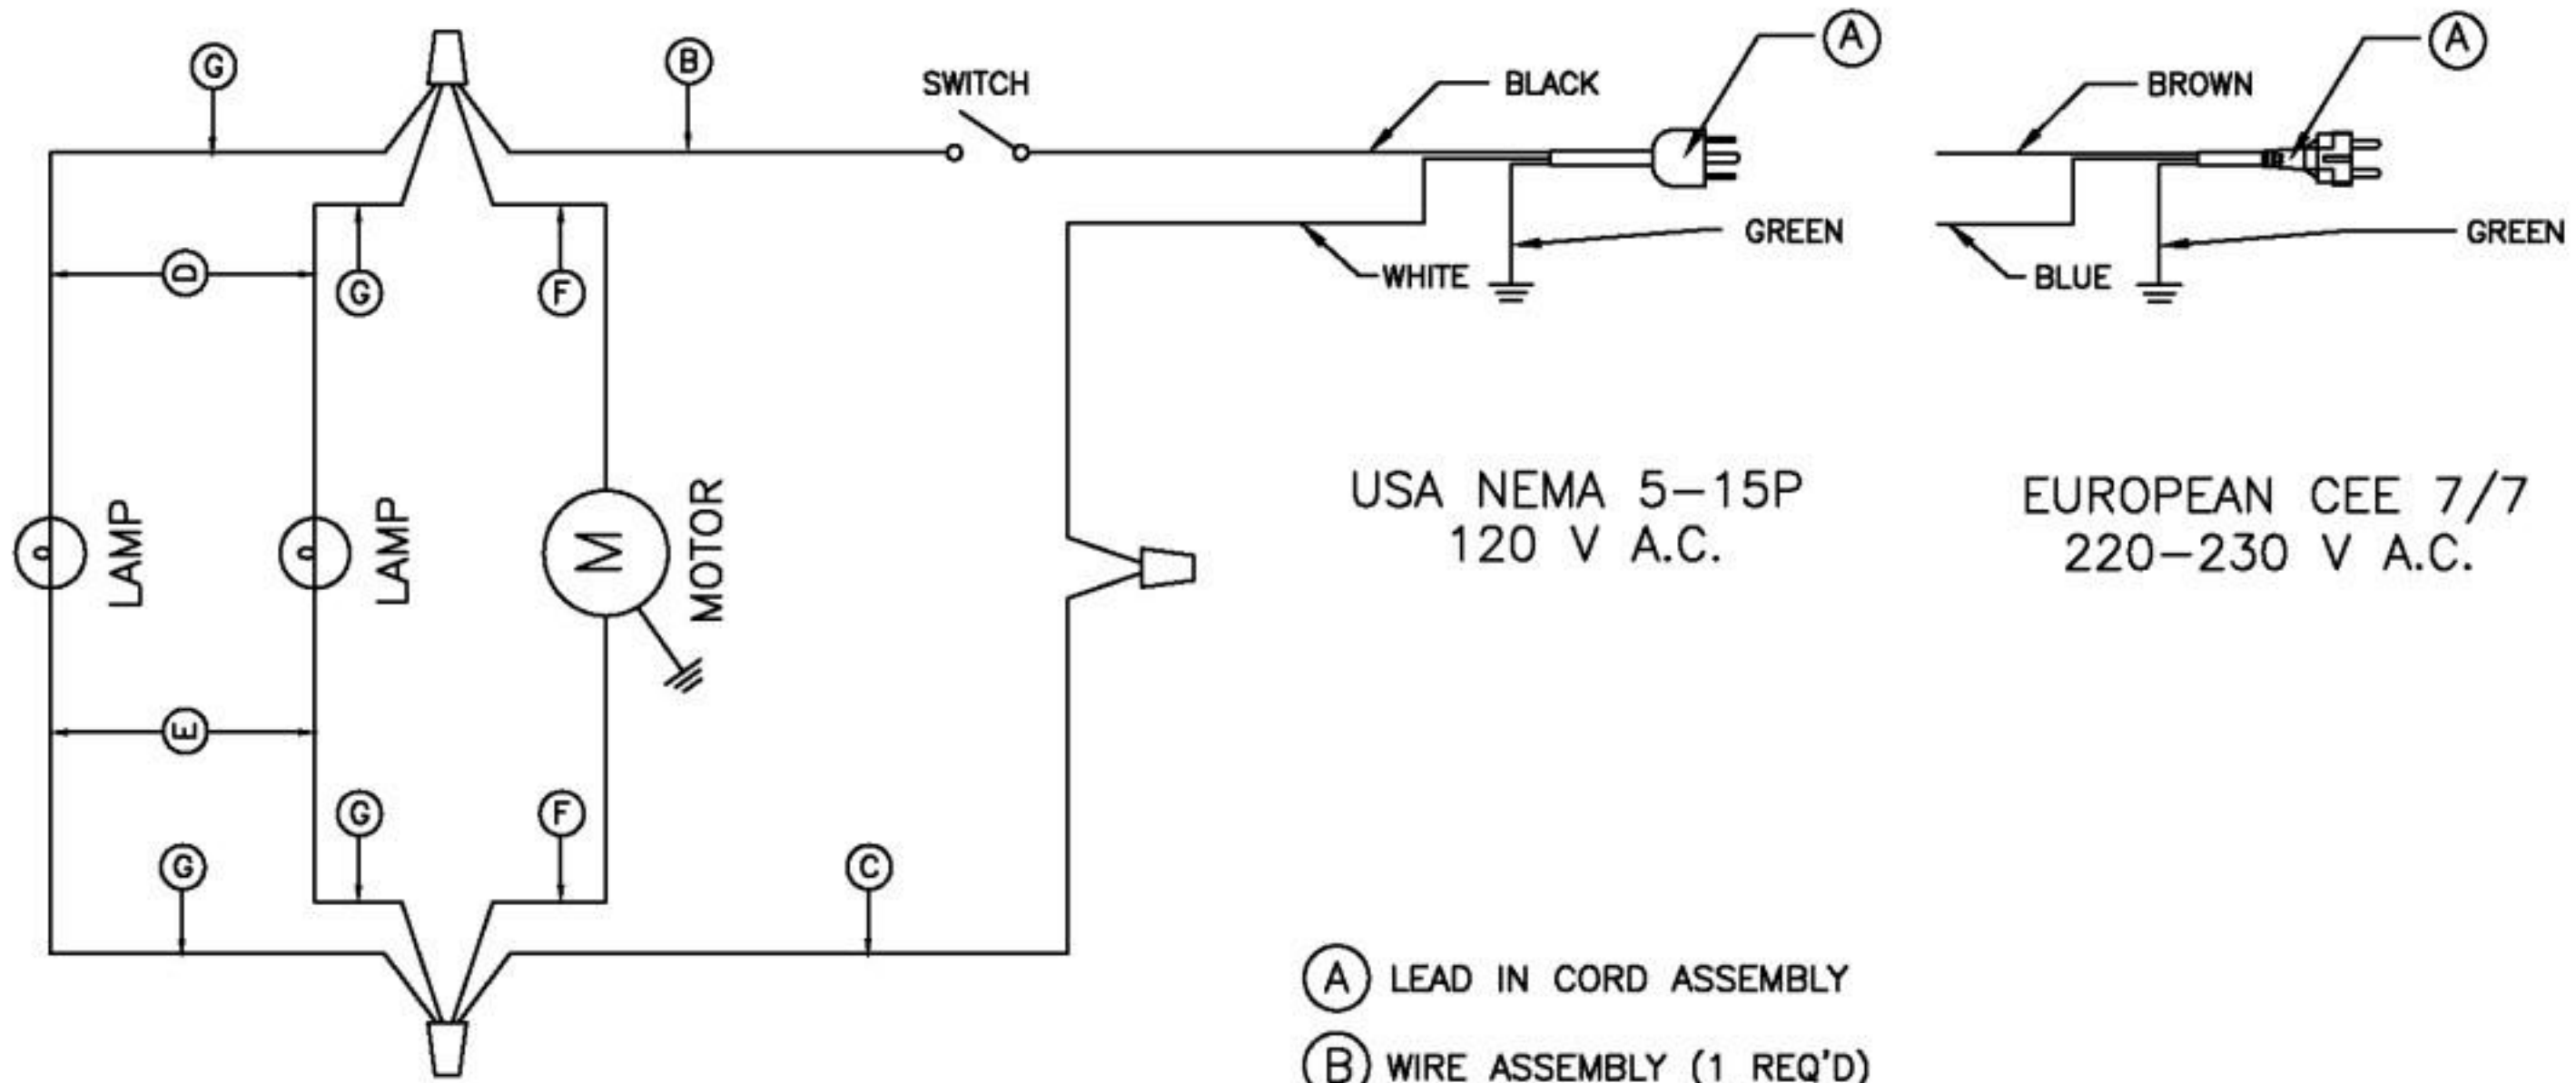 G
B
SWITCH
BLACK
A
BROWN
A
D
G
F
WHITE
GREEN
BLUE
GREEN
LAMP
LAMP
M
MOTOR
USA NEMA 5-15P
120 V A.C.
EUROPEAN CEE 7/7
220-230 V A.C.
E
G
F
G
C
A LEAD IN CORD ASSEMBLY
B WIRE ASSEMBLY (1 REQ'D)